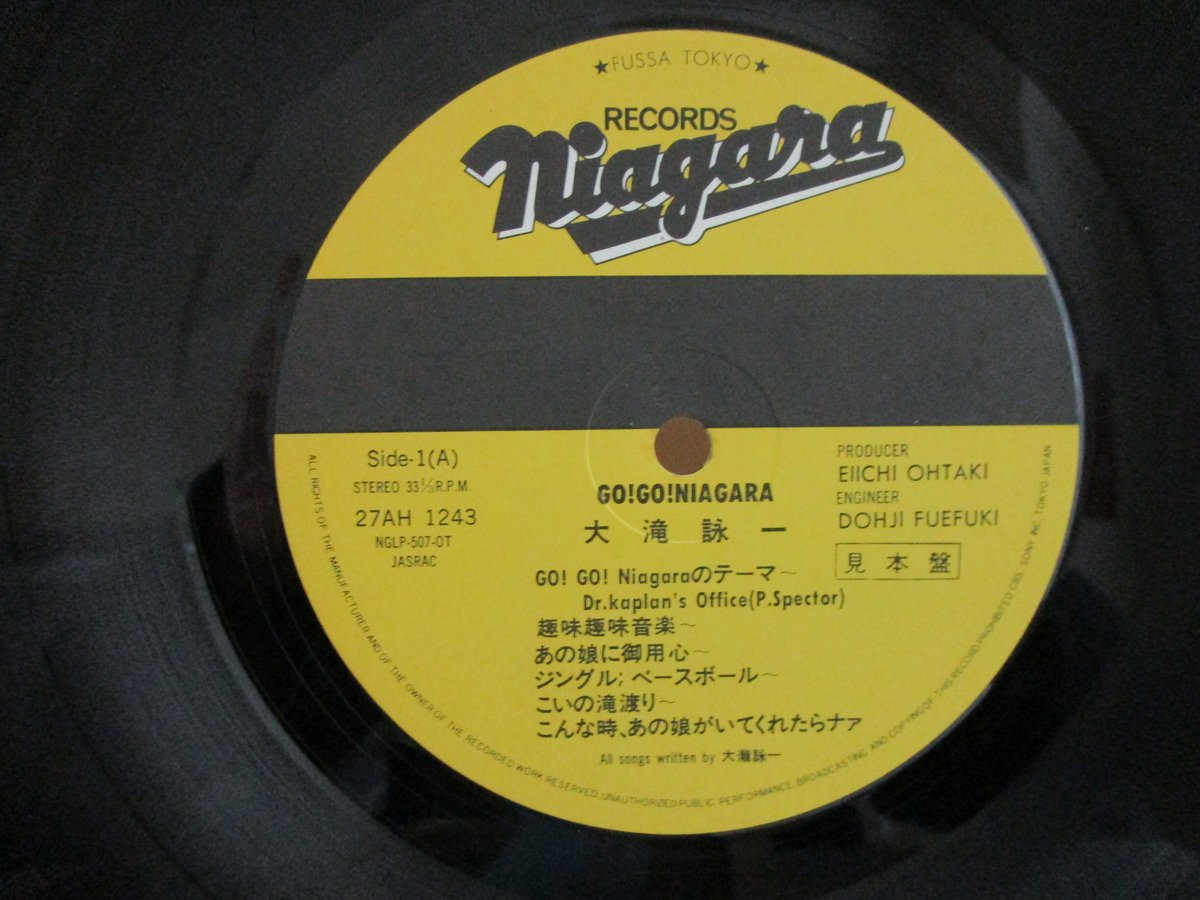 ★FUSSA TOKYO★
RECORDS
Niagara
Side-1(A)
STEREO 33⅓R.P.M.
27AH 1243
NGLP-507-OT
JASRAC
GO!GO!NIAGARA
大滝詠一
PRODUCER
EIICHI OHTAKI
ENGINEER
DOHJI FUEFUKI
見本盤
GO! GO! Niagaraのテーマ~
Dr.kaplan's Office(P.Spector)
趣味趣味音楽~
あの娘に御用心~
ジングル; ベースボール~
こいの滝渡り~
こんな時、あの娘がいてくれたらナァ
All songs written by 大瀧詠一
ALL RIGHTS OF THE MANUFACTURER AND OF THE OWNER OF THE RECORDED WORK RESERVED. UNAUTHORIZED PUBLIC PERFORMANCE, BROADCASTING AND COPYING OF THIS RECORD PROHIBITED CBS/SONY INC. TOKYO JAPAN